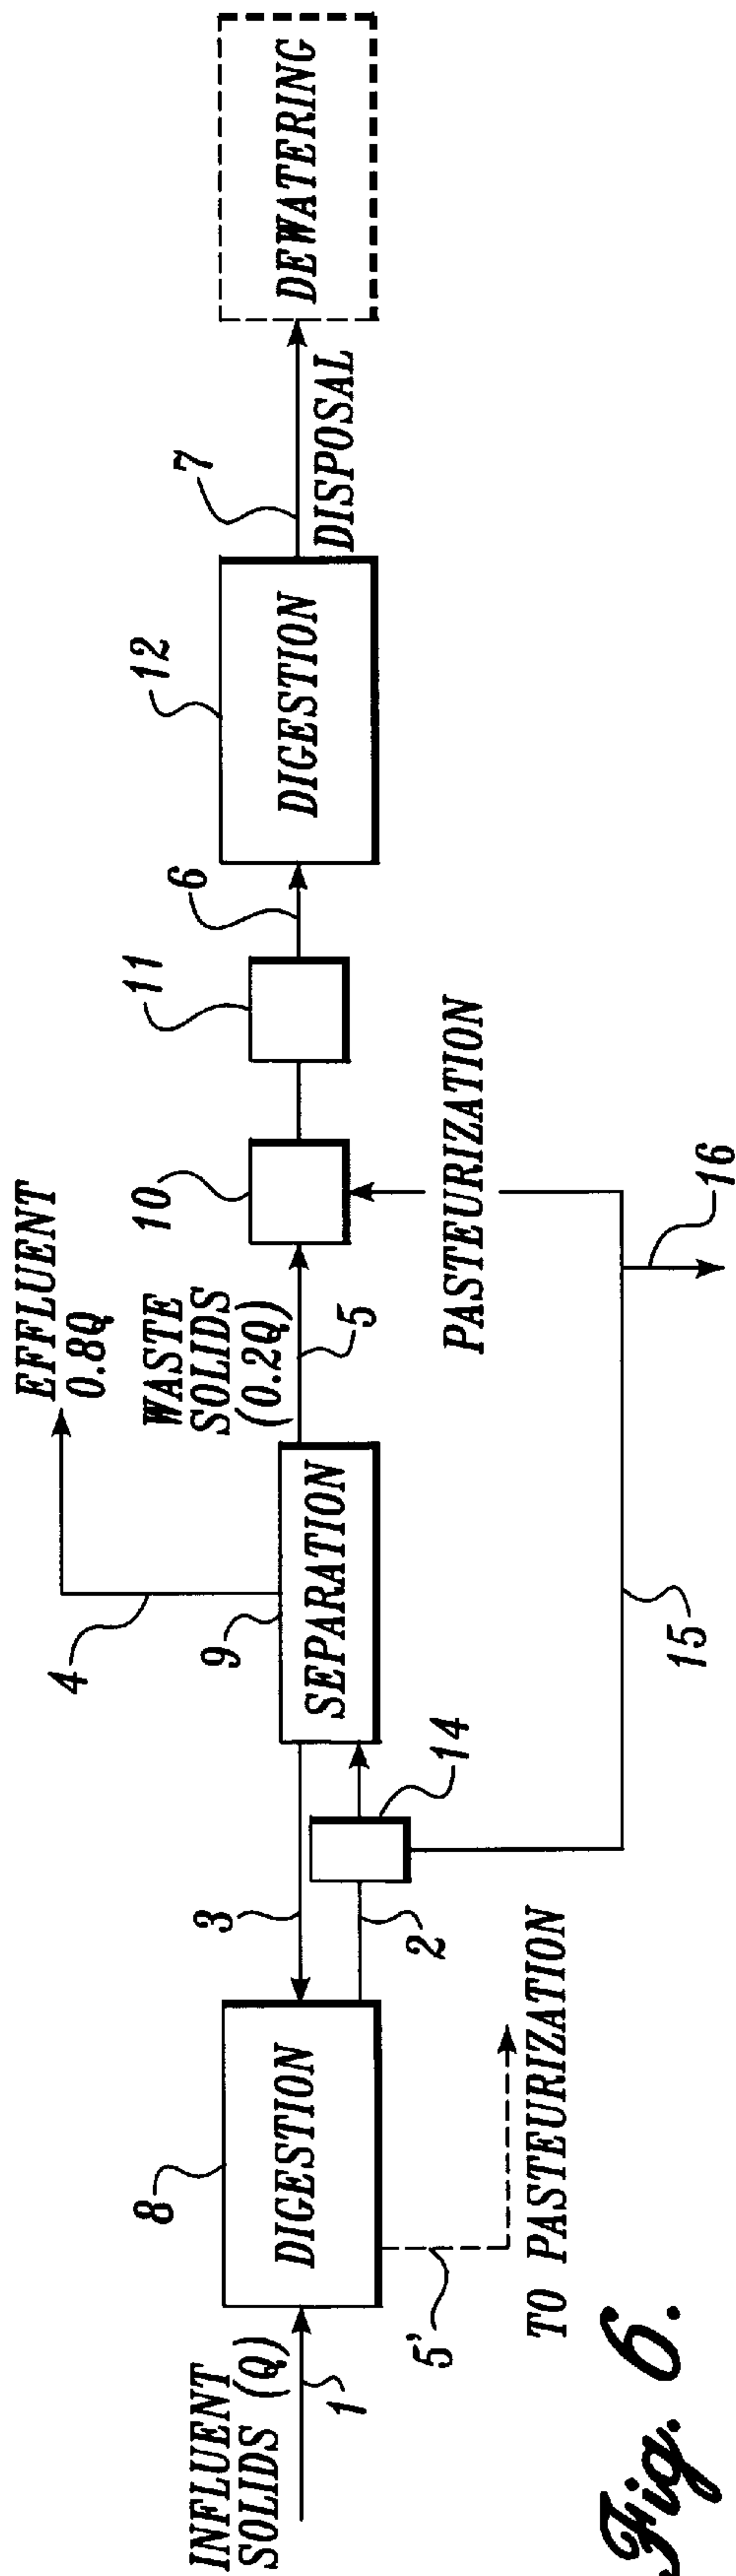 INFLUENT
SOLIDS (Q)
1
8
DIGESTION
5'
TO PASTEURIZATION
3
2
14
4
9
SEPARATION
EFFLUENT
0.8Q
WASTE
SOLIDS
(0.2Q)
5
15
16
10
PASTEURIZATION
11
6
12
DIGESTION
7
DISPOSAL
DEWATERING
Fig. 6.